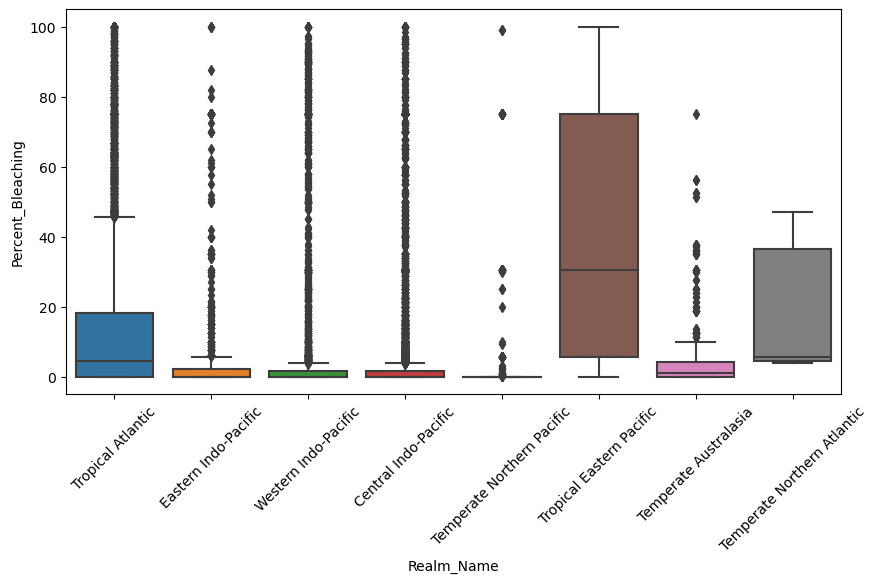 100
80
60
40
20
0
Percent_Bleaching
Tropical Atlantic
Eastern Indo-Pacific
Western Indo-Pacific
Central Indo-Pacific
Temperate Northern Pacific
Tropical Eastern Pacific
Temperate Australasia
Temperate Northern Atlantic
Realm_Name